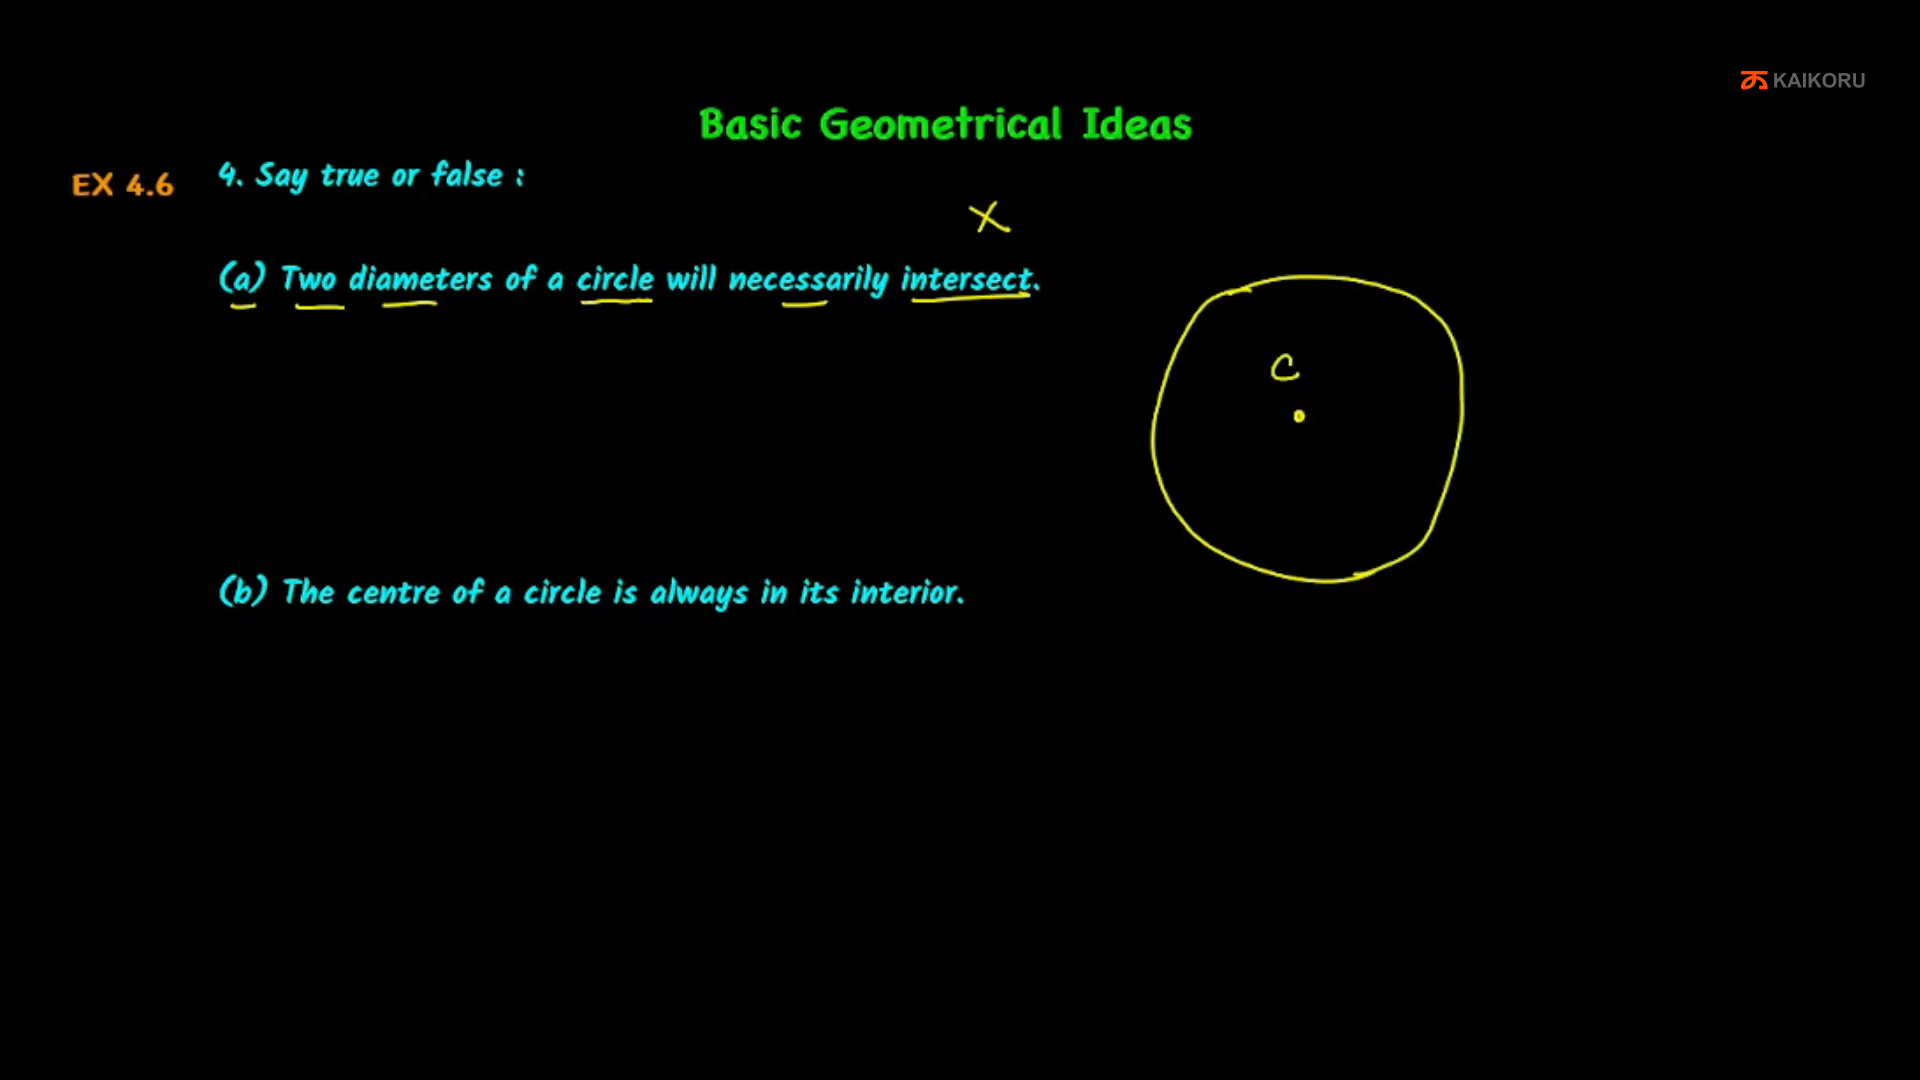 KAIKORU
Basic Geometrical Ideas
EX 4.6
4. Say true or false :
(a) Two diameters of a circle will necessarily intersect.
C
(b) The centre of a circle is always in its interior.